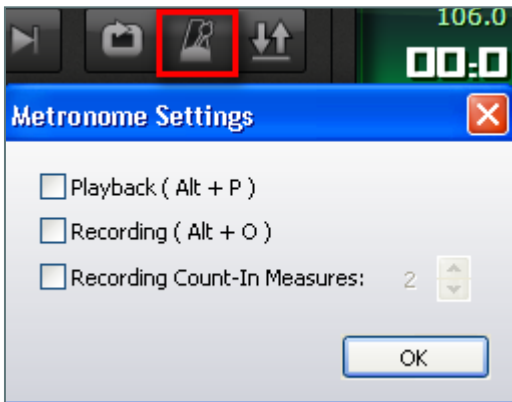 106.0
00:0
Metronome Settings
Playback ( Alt + P )
Recording ( Alt + O )
Recording Count-In Measures: 2
OK